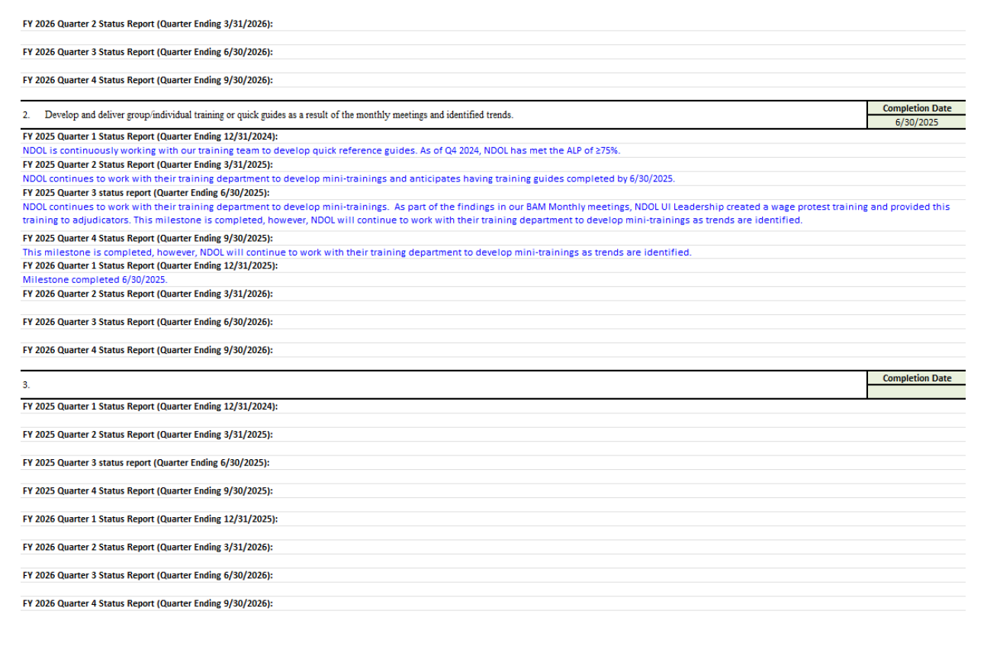 FY 2026 Quarter 2 Status Report (Quarter Ending 3/31/2026):
FY 2026 Quarter 3 Status Report (Quarter Ending 6/30/2026):
FY 2026 Quarter 4 Status Report (Quarter Ending 9/30/2026):
Completion Date
2. Develop and deliver group/individual training or quick guides as a result of the monthly meetings and identified trends.
6/30/2025
FY 2025 Quarter 1 Status Report (Quarter Ending 12/31/2024):
NDOL is continuously working with our training team to develop quick reference guides. As of Q4 2024, NDOL has met the ALP of ≥75%.
FY 2025 Quarter 2 Status Report (Quarter Ending 3/31/2025):
NDOL continues to work with their training department to develop mini-trainings and anticipates having training guides completed by 6/30/2025.
FY 2025 Quarter 3 status report (Quarter Ending 6/30/2025):
NDOL continues to work with their training department to develop mini-trainings.  As part of the findings in our BAM Monthly meetings, NDOL UI Leadership created a wage protest training and provided this
training to adjudicators. This milestone is completed, however, NDOL will continue to work with their training department to develop mini-trainings as trends are identified.
FY 2025 Quarter 4 Status Report (Quarter Ending 9/30/2025):
This milestone is completed, however, NDOL will continue to work with their training department to develop mini-trainings as trends are identified.
FY 2026 Quarter 1 Status Report (Quarter Ending 12/31/2025):
Milestone completed 6/30/2025.
FY 2026 Quarter 2 Status Report (Quarter Ending 3/31/2026):
FY 2026 Quarter 3 Status Report (Quarter Ending 6/30/2026):
FY 2026 Quarter 4 Status Report (Quarter Ending 9/30/2026):
Completion Date
3.
FY 2025 Quarter 1 Status Report (Quarter Ending 12/31/2024):
FY 2025 Quarter 2 Status Report (Quarter Ending 3/31/2025):
FY 2025 Quarter 3 status report (Quarter Ending 6/30/2025):
FY 2025 Quarter 4 Status Report (Quarter Ending 9/30/2025):
FY 2026 Quarter 1 Status Report (Quarter Ending 12/31/2025):
FY 2026 Quarter 2 Status Report (Quarter Ending 3/31/2026):
FY 2026 Quarter 3 Status Report (Quarter Ending 6/30/2026):
FY 2026 Quarter 4 Status Report (Quarter Ending 9/30/2026):